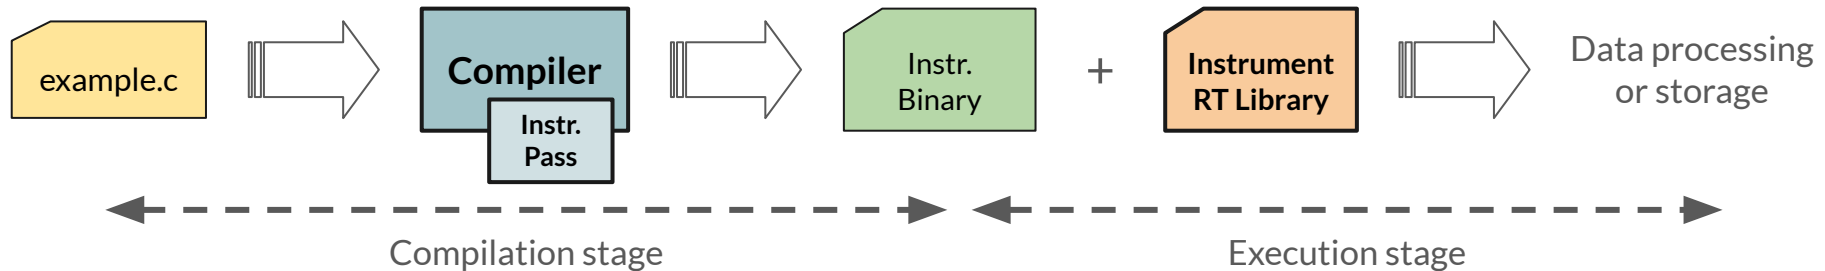 example.c
Compiler
Instr.
Pass
Instr.
Binary
+
Instrument
RT Library
Data processing
or storage
Compilation stage
Execution stage